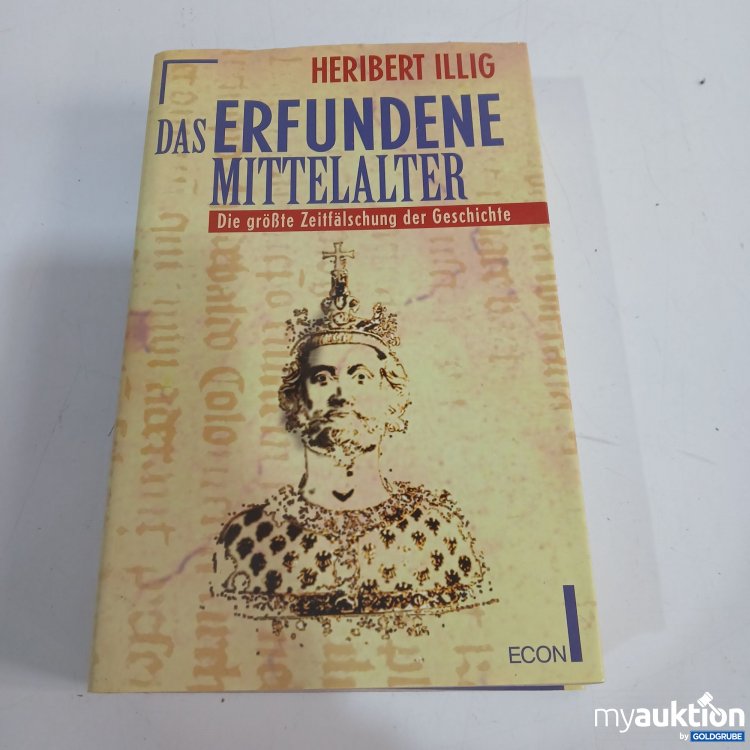 HERIBERT ILLIG
DAS ERFUNDENE
MITTELALTER
Die größte Zeitfälschung der Geschichte
ECON
myauktion
by GOLDGRUBE